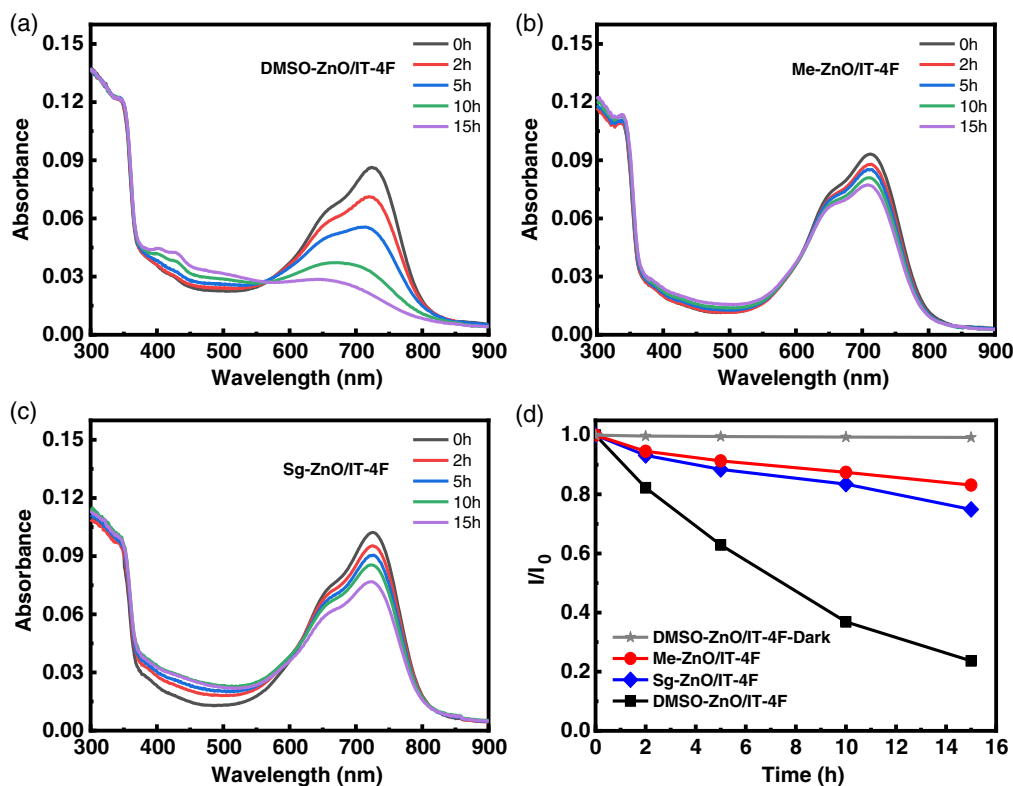 (a)
0.15
0.12
0.09
0.06
0.03
0.00
Absorbance
DMSO-ZnO/IT-4F
0h
2h
5h
10h
15h
300 400 500 600 700 800 900
Wavelength (nm)
(b)
0.15
0.12
0.09
0.06
0.03
0.00
Absorbance
Me-ZnO/IT-4F
0h
2h
5h
10h
15h
300 400 500 600 700 800 900
Wavelength (nm)
(c)
0.15
0.12
0.09
0.06
0.03
0.00
Absorbance
Sg-ZnO/IT-4F
0h
2h
5h
10h
15h
300 400 500 600 700 800 900
Wavelength (nm)
(d)
1.0
0.8
0.6
0.4
0.2
0.0
I/I0
DMSO-ZnO/IT-4F-Dark
Me-ZnO/IT-4F
Sg-ZnO/IT-4F
DMSO-ZnO/IT-4F
0 2 4 6 8 10 12 14 16
Time (h)